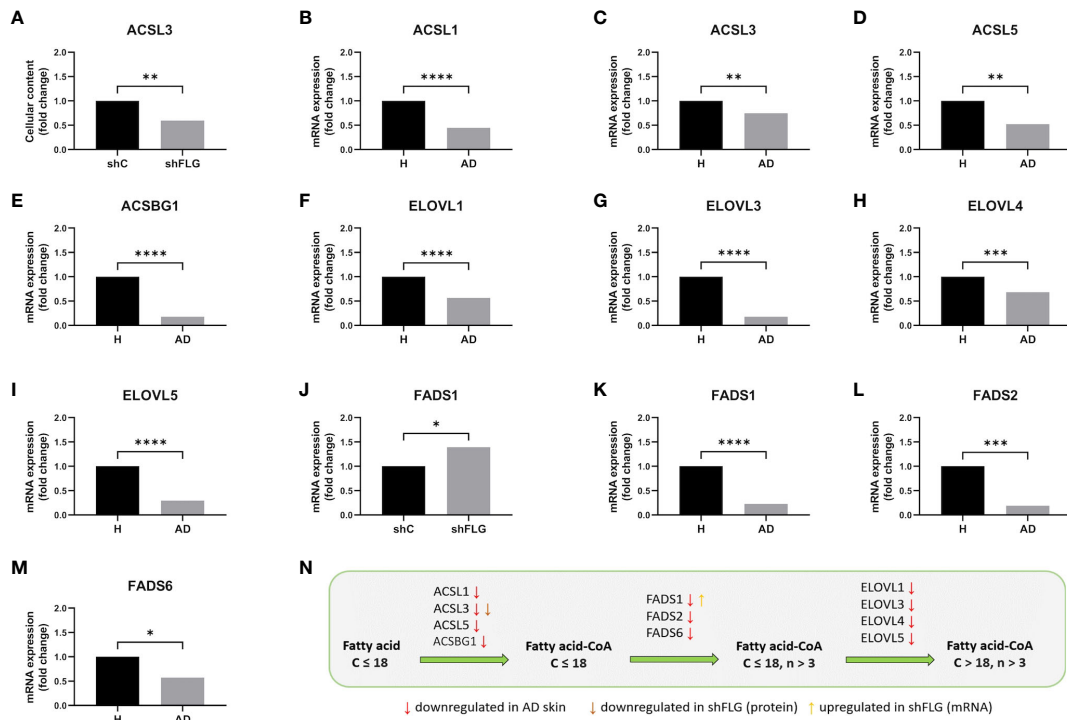 A
ACSL3
Cellular content
(fold change)
2.0
1.5
1.0
0.5
0.0
**
shC shFLG
B
ACSL1
mRNA expression
(fold change)
2.0
1.5
1.0
0.5
0.0
****
H AD
C
ACSL3
mRNA expression
(fold change)
2.0
1.5
1.0
0.5
0.0
**
H AD
D
ACSL5
mRNA expression
(fold change)
2.0
1.5
1.0
0.5
0.0
**
H AD
E
ACSBG1
mRNA expression
(fold change)
2.0
1.5
1.0
0.5
0.0
****
H AD
F
ELOVL1
mRNA expression
(fold change)
2.0
1.5
1.0
0.5
0.0
****
H AD
G
ELOVL3
mRNA expression
(fold change)
2.0
1.5
1.0
0.5
0.0
****
H AD
H
ELOVL4
mRNA expression
(fold change)
2.0
1.5
1.0
0.5
0.0
***
H AD
I
ELOVL5
mRNA expression
(fold change)
2.0
1.5
1.0
0.5
0.0
****
H AD
J
FADS1
mRNA expression
(fold change)
2.0
1.5
1.0
0.5
0.0
*
shC shFLG
K
FADS1
mRNA expression
(fold change)
2.0
1.5
1.0
0.5
0.0
****
H AD
L
FADS2
mRNA expression
(fold change)
2.0
1.5
1.0
0.5
0.0
***
H AD
M
FADS6
mRNA expression
(fold change)
2.0
1.5
1.0
0.5
0.0
*
H AD
N
Fatty acid
C ≤ 18
ACSL1 ↓
ACSL3 ↓ ↓
ACSL5 ↓
ACSBG1 ↓
Fatty acid-CoA
C ≤ 18
FADS1 ↓ ↑
FADS2 ↓
FADS6 ↓
Fatty acid-CoA
C ≤ 18, n > 3
ELOVL1 ↓
ELOVL3 ↓
ELOVL4 ↓
ELOVL5 ↓
Fatty acid-CoA
C > 18, n > 3
↓ downregulated in AD skin ↓ downregulated in shFLG (protein) ↑ upregulated in shFLG (mRNA)